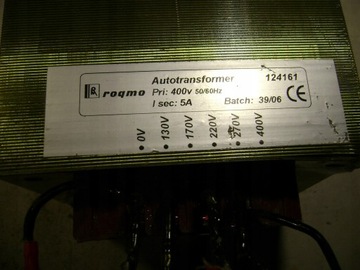 Autotransformer 124161
R roqmo Pri: 400v 50/60Hz
I sec: 5A Batch: 39/06 CE
0V
130V
170V
220V
270V
400V